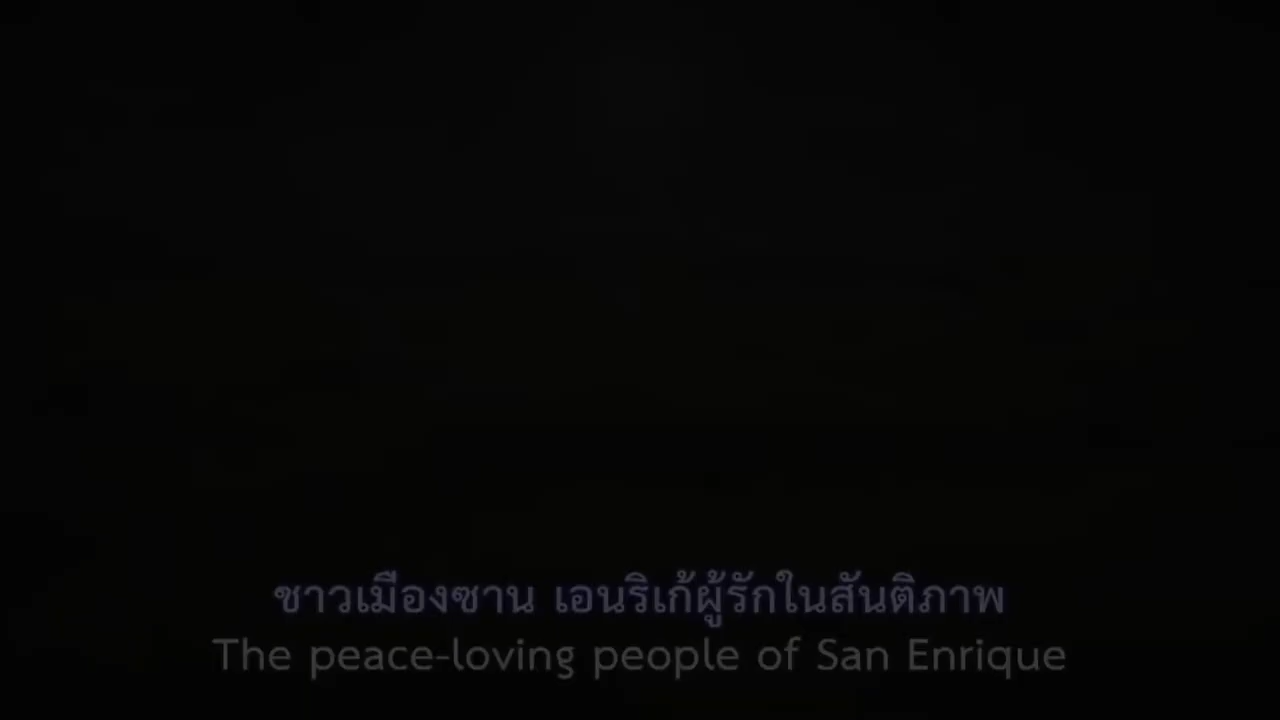 ชาวเมืองซาน เอนริเก้ผู้รักในสันติภาพ
The peace-loving people of San Enrique